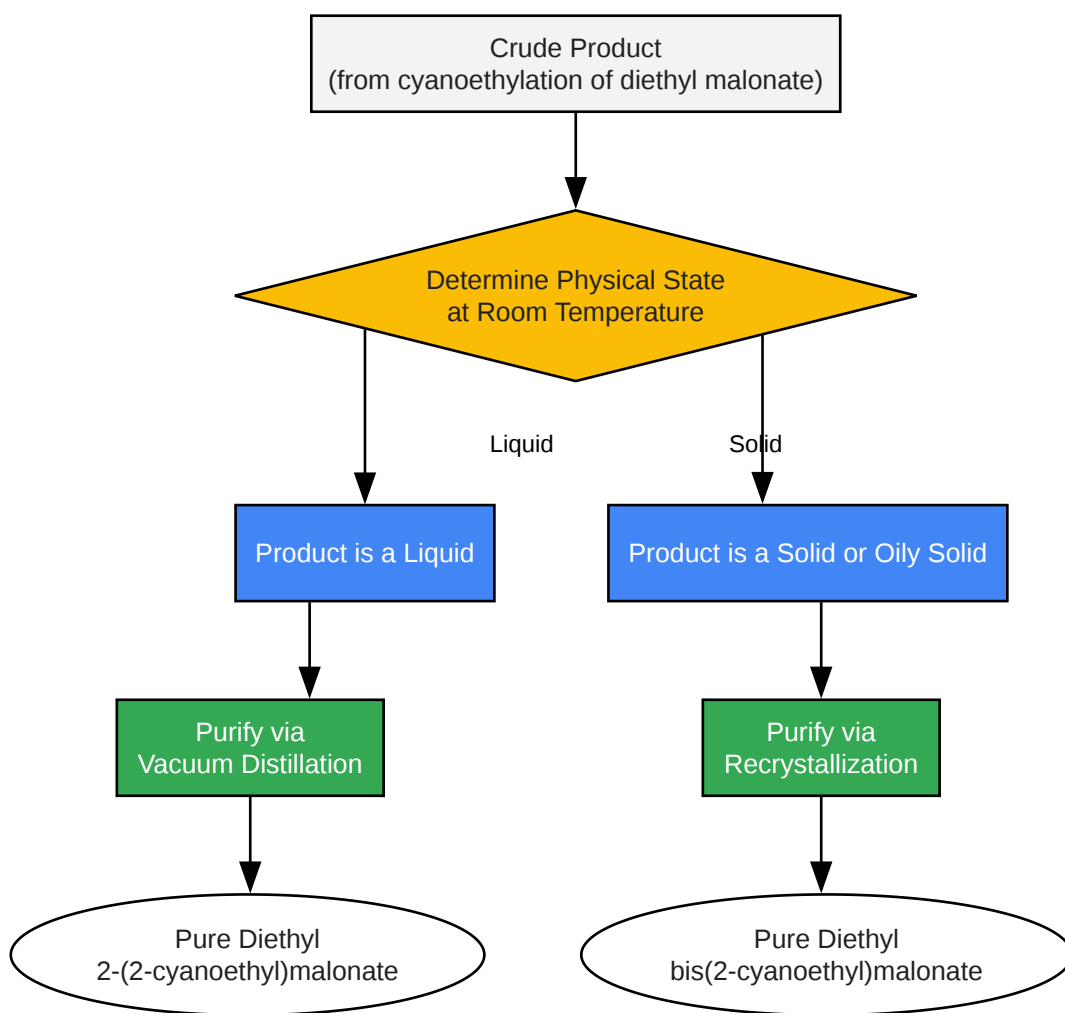 Crude Product
(from cyanoethylation of diethyl malonate)
Determine Physical State
at Room Temperature
Liquid
Solid
Product is a Liquid
Product is a Solid or Oily Solid
Purify via
Vacuum Distillation
Purify via
Recrystallization
Pure Diethyl
2-(2-cyanoethyl)malonate
Pure Diethyl
bis(2-cyanoethyl)malonate